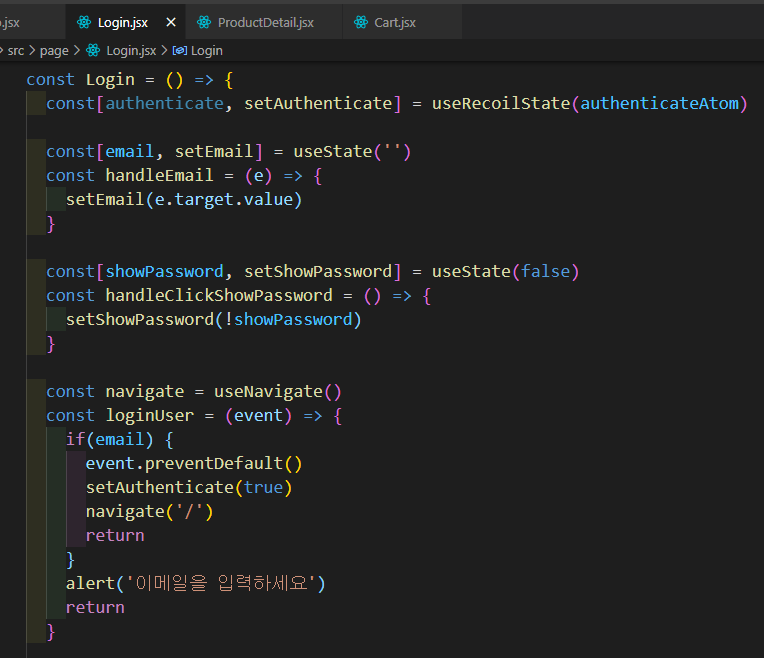 .jsx Login.jsx ProductDetail.jsx Cart.jsx
src > page > Login.jsx > Login
const Login = () => {
const[authenticate, setAuthenticate] = useRecoilState(authenticateAtom)
const[email, setEmail] = useState('')
const handleEmail = (e) => {
setEmail(e.target.value)
}
const[showPassword, setShowPassword] = useState(false)
const handleClickShowPassword = () => {
setShowPassword(!showPassword)
}
const navigate = useNavigate()
const loginUser = (event) => {
if(email) {
event.preventDefault()
setAuthenticate(true)
navigate('/')
return
}
alert('이메일을 입력하세요')
return
}